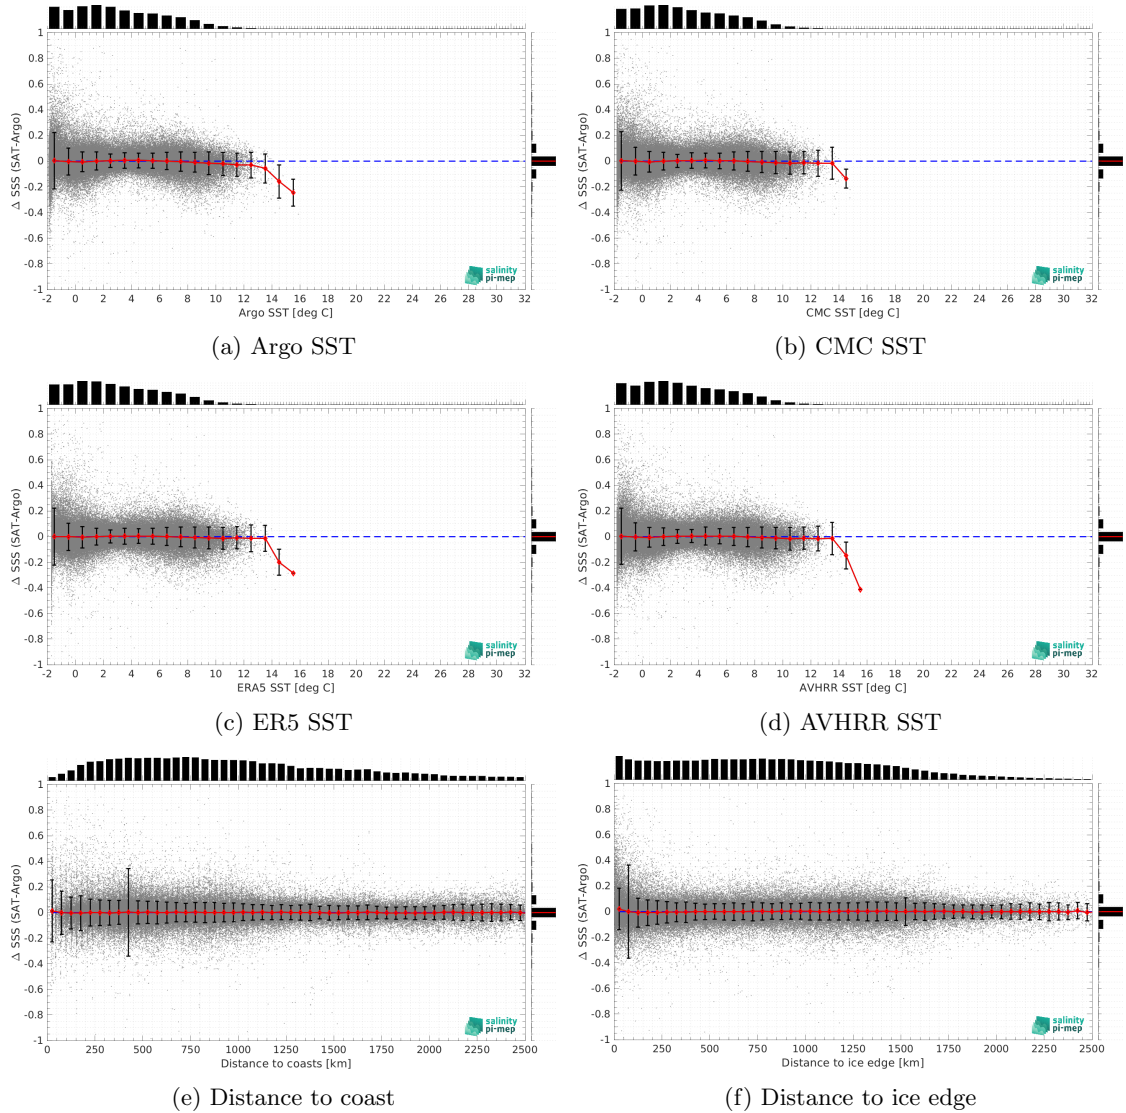 1
0.8
0.6
0.4
0.2
0
-0.2
-0.4
-0.6
-0.8
-1
Δ SSS (SAT-Argo)
salinity
pi-mep
-2 0 2 4 6 8 10 12 14 16 18 20 22 24 26 28 30 32
Argo SST [deg C]
(a) Argo SST
1
0.8
0.6
0.4
0.2
0
-0.2
-0.4
-0.6
-0.8
-1
Δ SSS (SAT-Argo)
salinity
pi-mep
-2 0 2 4 6 8 10 12 14 16 18 20 22 24 26 28 30 32
CMC SST [deg C]
(b) CMC SST
1
0.8
0.6
0.4
0.2
0
-0.2
-0.4
-0.6
-0.8
-1
Δ SSS (SAT-Argo)
salinity
pi-mep
-2 0 2 4 6 8 10 12 14 16 18 20 22 24 26 28 30 32
ERA5 SST [deg C]
(c) ER5 SST
1
0.8
0.6
0.4
0.2
0
-0.2
-0.4
-0.6
-0.8
-1
Δ SSS (SAT-Argo)
salinity
pi-mep
-2 0 2 4 6 8 10 12 14 16 18 20 22 24 26 28 30 32
AVHRR SST [deg C]
(d) AVHRR SST
1
0.8
0.6
0.4
0.2
0
-0.2
-0.4
-0.6
-0.8
-1
Δ SSS (SAT-Argo)
salinity
pi-mep
0 250 500 750 1000 1250 1500 1750 2000 2250 2500
Distance to coasts [km]
(e) Distance to coast
1
0.8
0.6
0.4
0.2
0
-0.2
-0.4
-0.6
-0.8
-1
Δ SSS (SAT-Argo)
salinity
pi-mep
0 250 500 750 1000 1250 1500 1750 2000 2250 2500
Distance to ice edge [km]
(f) Distance to ice edge